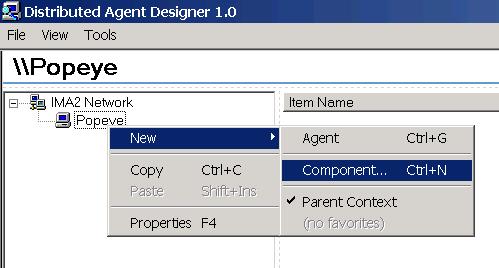 Distributed Agent Designer 1.0
File View Tools
\\Popeye
IMA2 Network
Item Name
Popeye
New
Agent Ctrl+G
Copy Ctrl+C
Component... Ctrl+N
Paste Shift+Ins
Parent Context
Properties F4
(no favorites)